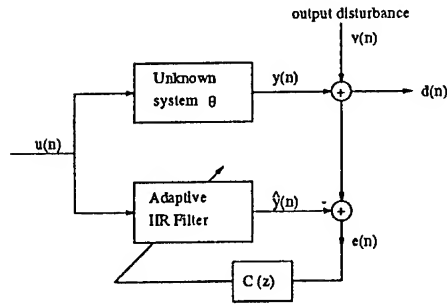 output disturbance
v(n)
Unknown
system θ
y(n)
+
d(n)
u(n)
Adaptive
IIR Filter
ŷ(n)
-
+
e(n)
C (z)